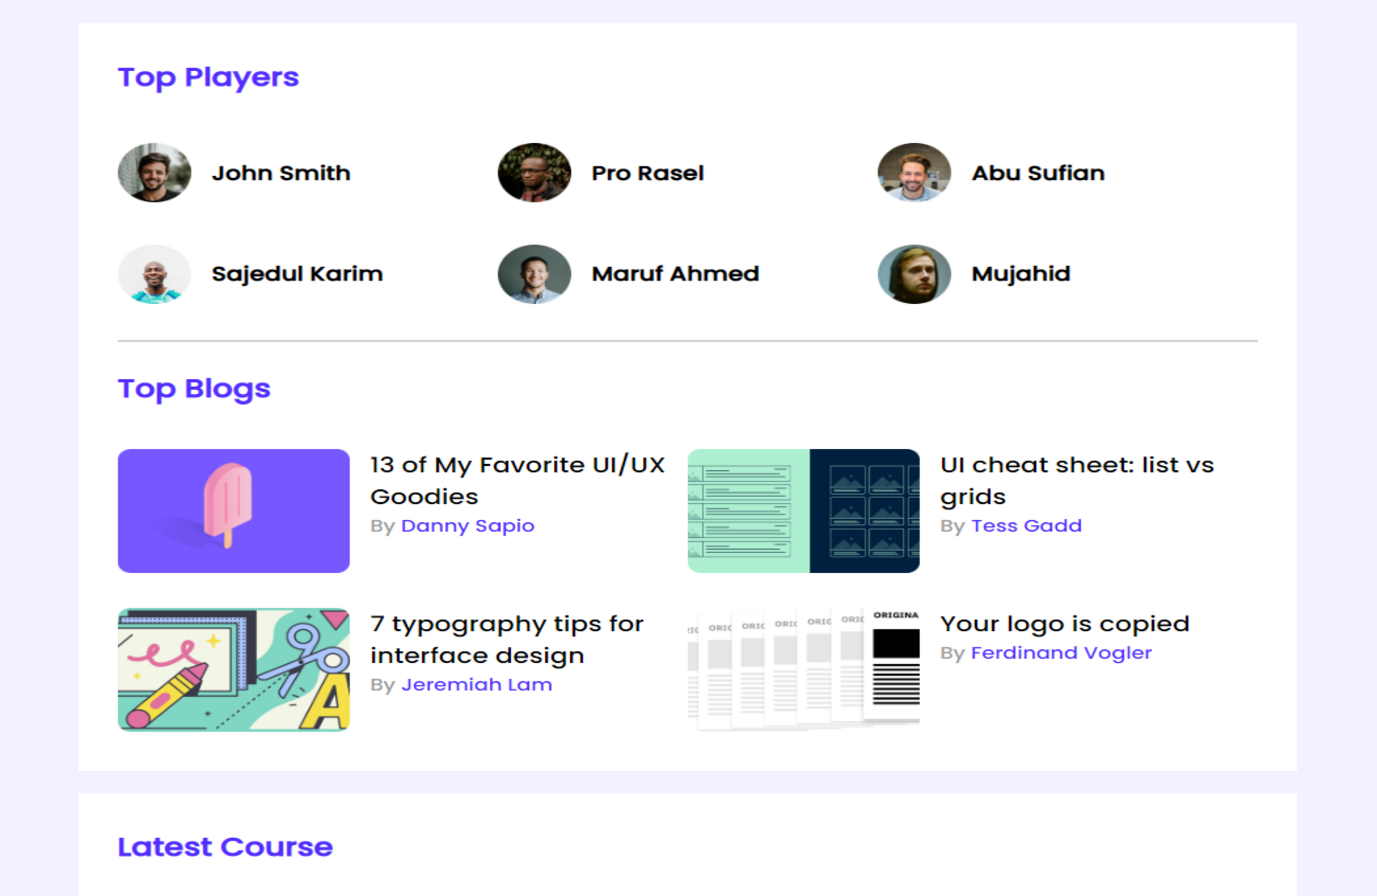 Top Players
John Smith
Pro Rasel
Abu Sufian
Sajedul Karim
Maruf Ahmed
Mujahid
Top Blogs
13 of My Favorite UI/UX
Goodies
By Danny Sapio
UI cheat sheet: list vs
grids
By Tess Gadd
7 typography tips for
interface design
By Jeremiah Lam
ORIGINA
Your logo is copied
By Ferdinand Vogler
Latest Course